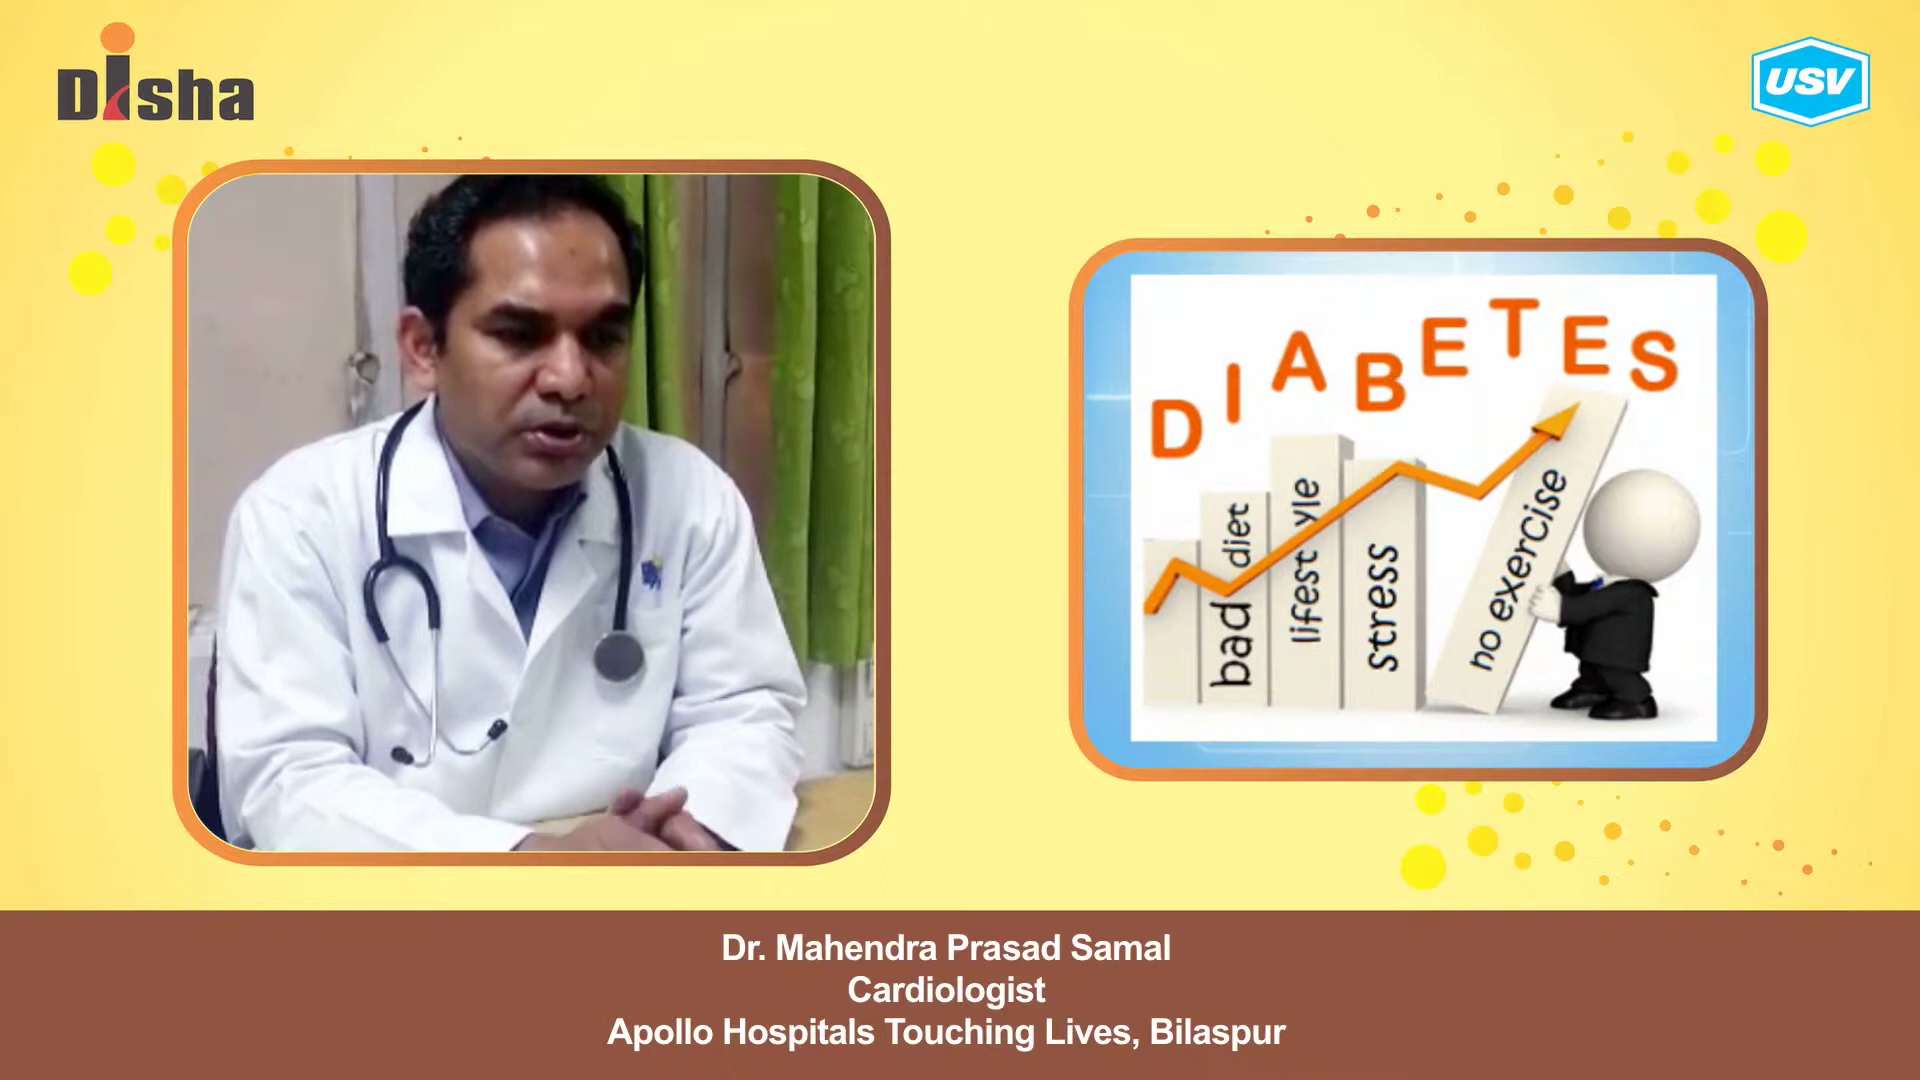 Disha
USV
DIABETES
bad diet
lifestyle
stress
no exercise
Dr. Mahendra Prasad Samal
Cardiologist
Apollo Hospitals Touching Lives, Bilaspur